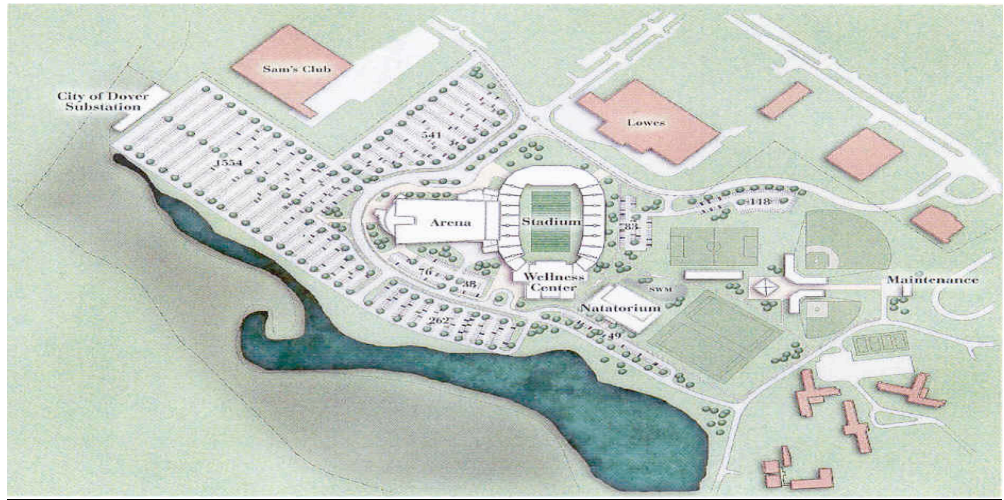 Sam's Club
City of Dover
Substation
541
Lowes
1554
118
Arena
Stadium
83
76
38
Wellness
Center
SWM
Maintenance
Natatorium
262
49